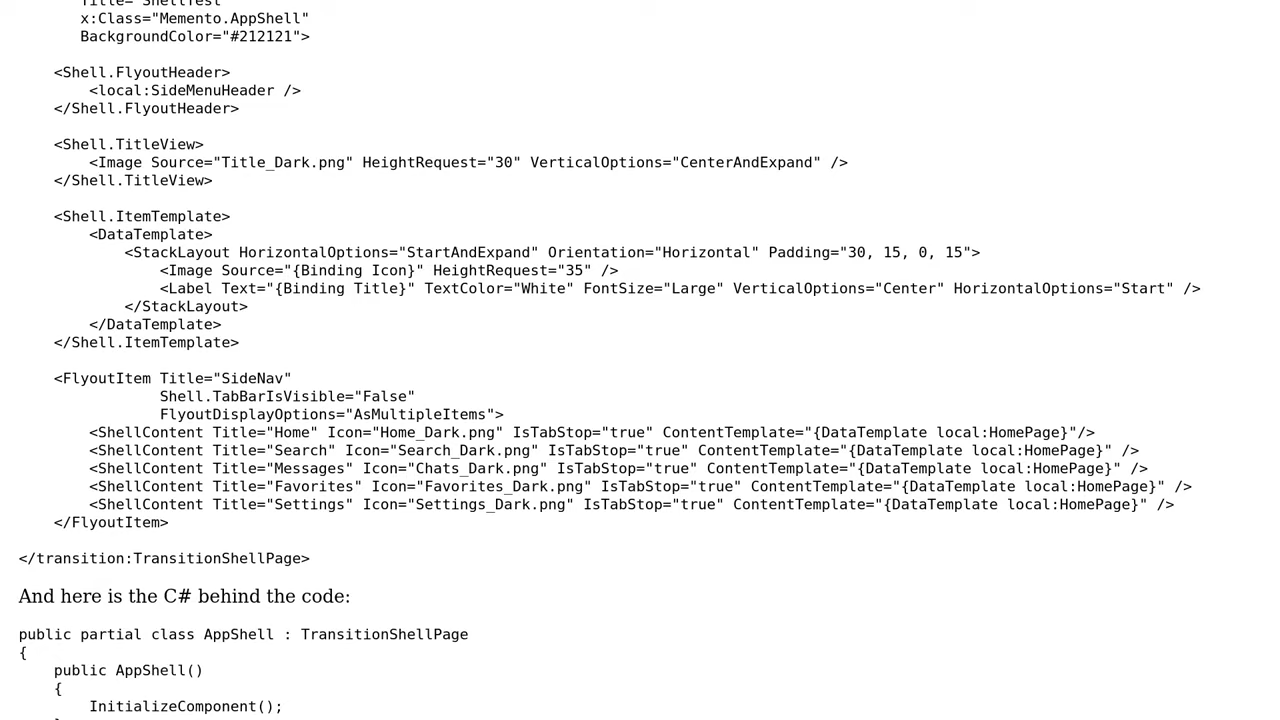 Title="ShellTest"
x:Class="Memento.AppShell"
BackgroundColor="#212121">
<Shell.FlyoutHeader>
<local:SideMenuHeader />
</Shell.FlyoutHeader>
<Shell.TitleView>
<Image Source="Title_Dark.png" HeightRequest="30" VerticalOptions="CenterAndExpand" />
</Shell.TitleView>
<Shell.ItemTemplate>
<DataTemplate>
<StackLayout HorizontalOptions="StartAndExpand" Orientation="Horizontal" Padding="30, 15, 0, 15">
<Image Source="{Binding Icon}" HeightRequest="35" />
<Label Text="{Binding Title}" TextColor="White" FontSize="Large" VerticalOptions="Center" HorizontalOptions="Start" />
</StackLayout>
</DataTemplate>
</Shell.ItemTemplate>
<FlyoutItem Title="SideNav"
Shell.TabBarIsVisible="False"
FlyoutDisplayOptions="AsMultipleItems">
<ShellContent Title="Home" Icon="Home_Dark.png" IsTabStop="true" ContentTemplate="{DataTemplate local:HomePage}"/>
<ShellContent Title="Search" Icon="Search_Dark.png" IsTabStop="true" ContentTemplate="{DataTemplate local:HomePage}" />
<ShellContent Title="Messages" Icon="Chats_Dark.png" IsTabStop="true" ContentTemplate="{DataTemplate local:HomePage}" />
<ShellContent Title="Favorites" Icon="Favorites_Dark.png" IsTabStop="true" ContentTemplate="{DataTemplate local:HomePage}" />
<ShellContent Title="Settings" Icon="Settings_Dark.png" IsTabStop="true" ContentTemplate="{DataTemplate local:HomePage}" />
</FlyoutItem>
</transition:TransitionShellPage>
And here is the C# behind the code:
public partial class AppShell : TransitionShellPage
{
public AppShell()
{
InitializeComponent();